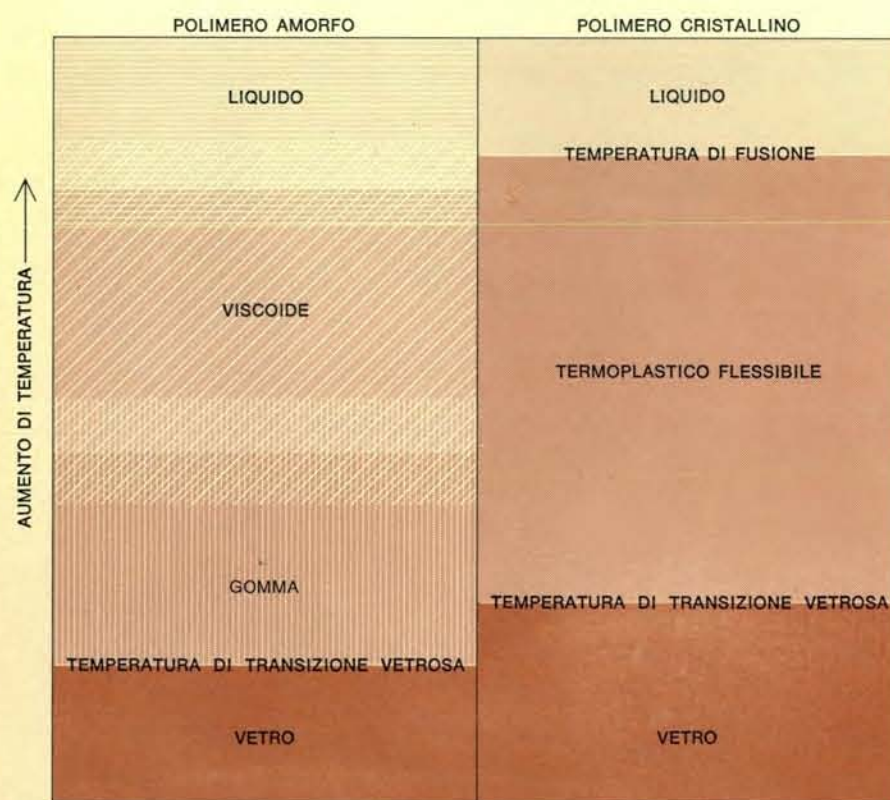 POLIMERO AMORFO
POLIMERO CRISTALLINO
LIQUIDO
LIQUIDO
TEMPERATURA DI FUSIONE
AUMENTO DI TEMPERATURA
VISCOIDE
TERMOPLASTICO FLESSIBILE
GOMMA
TEMPERATURA DI TRANSIZIONE VETROSA
TEMPERATURA DI TRANSIZIONE VETROSA
VETRO
VETRO